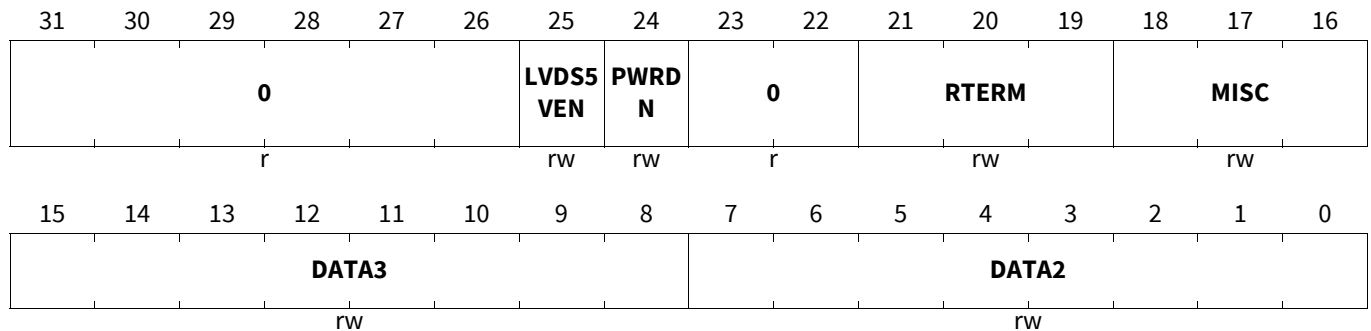 31 30 29 28 27 26 25 24 23 22 21 20 19 18 17 16
0 LVDS5 VEN PWRD N 0 RTERM MISC
r rw rw r rw rw
15 14 13 12 11 10 9 8 7 6 5 4 3 2 1 0
DATA3 DATA2
rw rw